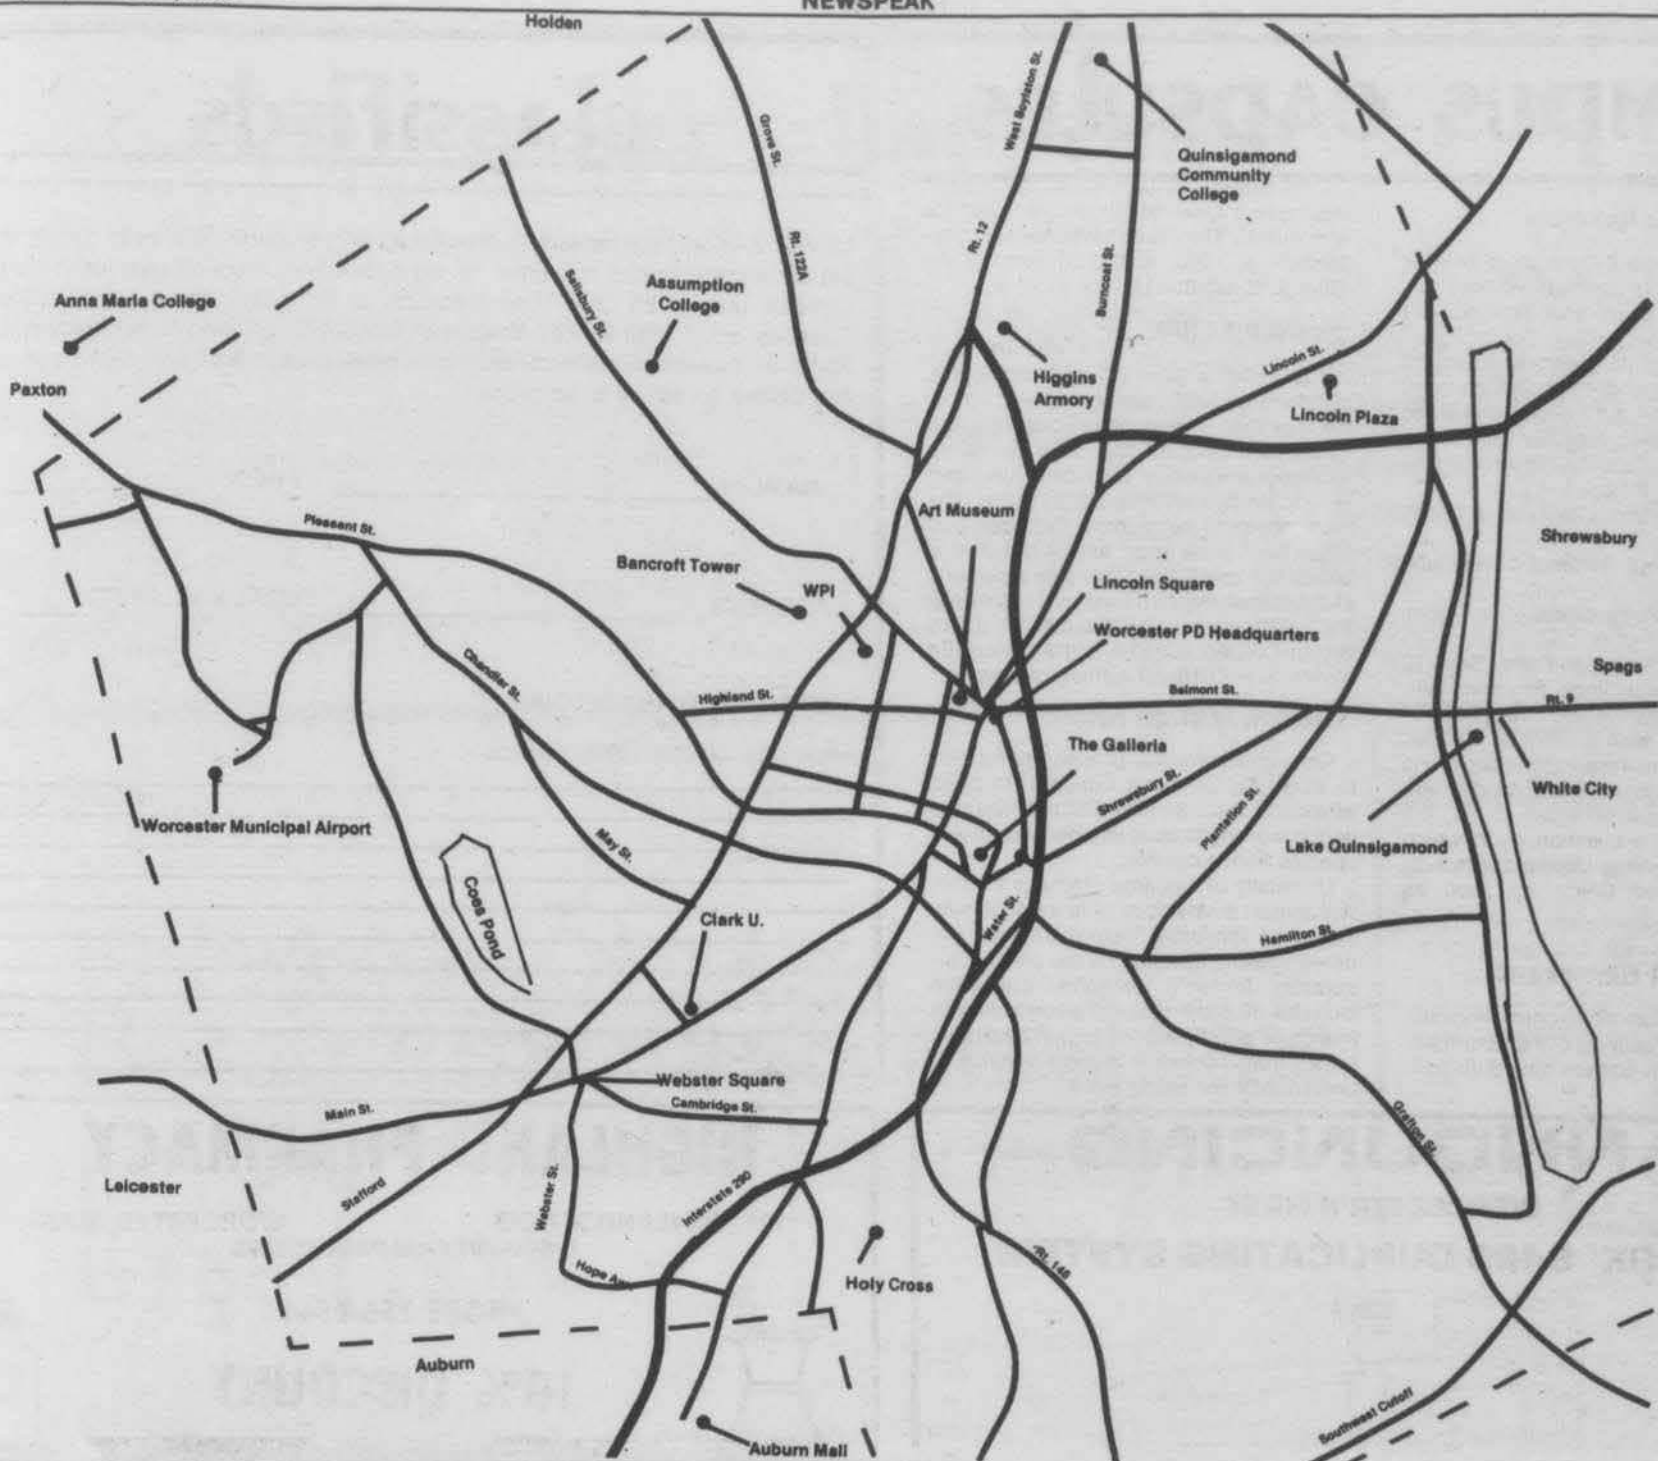 NEWSPEAK
Holden
West Boylston St.
Grove St.
Quinsigamond
Community
College
Rt. 12
Rt. 122A
Burncoat St.
Salisbury St.
Assumption
College
Anna Maria College
Paxton
Higgins
Armory
Lincoln St.
Lincoln Plaza
Art Museum
Pleasant St.
Shrewsbury
Bancroft Tower
WPI
Lincoln Square
Worcester PD Headquarters
Spags
Chandler St.
Highland St.
Belmont St.
Rt. 9
The Galleria
Shrewsbury St.
White City
Plantation St.
Worcester Municipal Airport
May St.
Lake Quinsigamond
Coes Pond
Clark U.
Water St.
Hamilton St.
Webster Square
Cambridge St.
Main St.
Grafton St.
Leicester
Stafford
Webster St.
Interstate 290
Hope Av.
Holy Cross
Rt. 146
Auburn
Southwest Cutoff
Auburn Mall